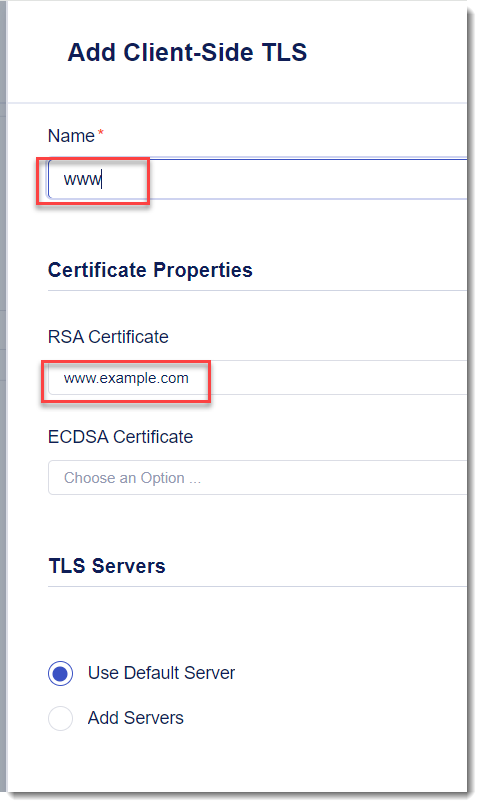 Add Client-Side TLS
Name*
www
Certificate Properties
RSA Certificate
www.example.com
ECDSA Certificate
Choose an Option ...
TLS Servers
Use Default Server
Add Servers